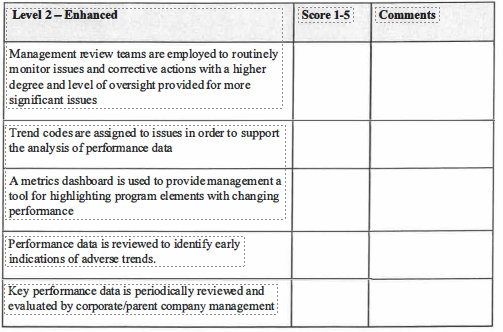 Level 2 – Enhanced
Score 1-5
Comments
Management review teams are employed to routinely
monitor issues and corrective actions with a higher
degree and level of oversight provided for more
significant issues
Trend codes are assigned to issues in order to support
the analysis of performance data
A metrics dashboard is used to provide management a
tool for highlighting program elements with changing
performance
Performance data is reviewed to identify early
indications of adverse trends.
Key performance data is periodically reviewed and
evaluated by corporate/parent company management